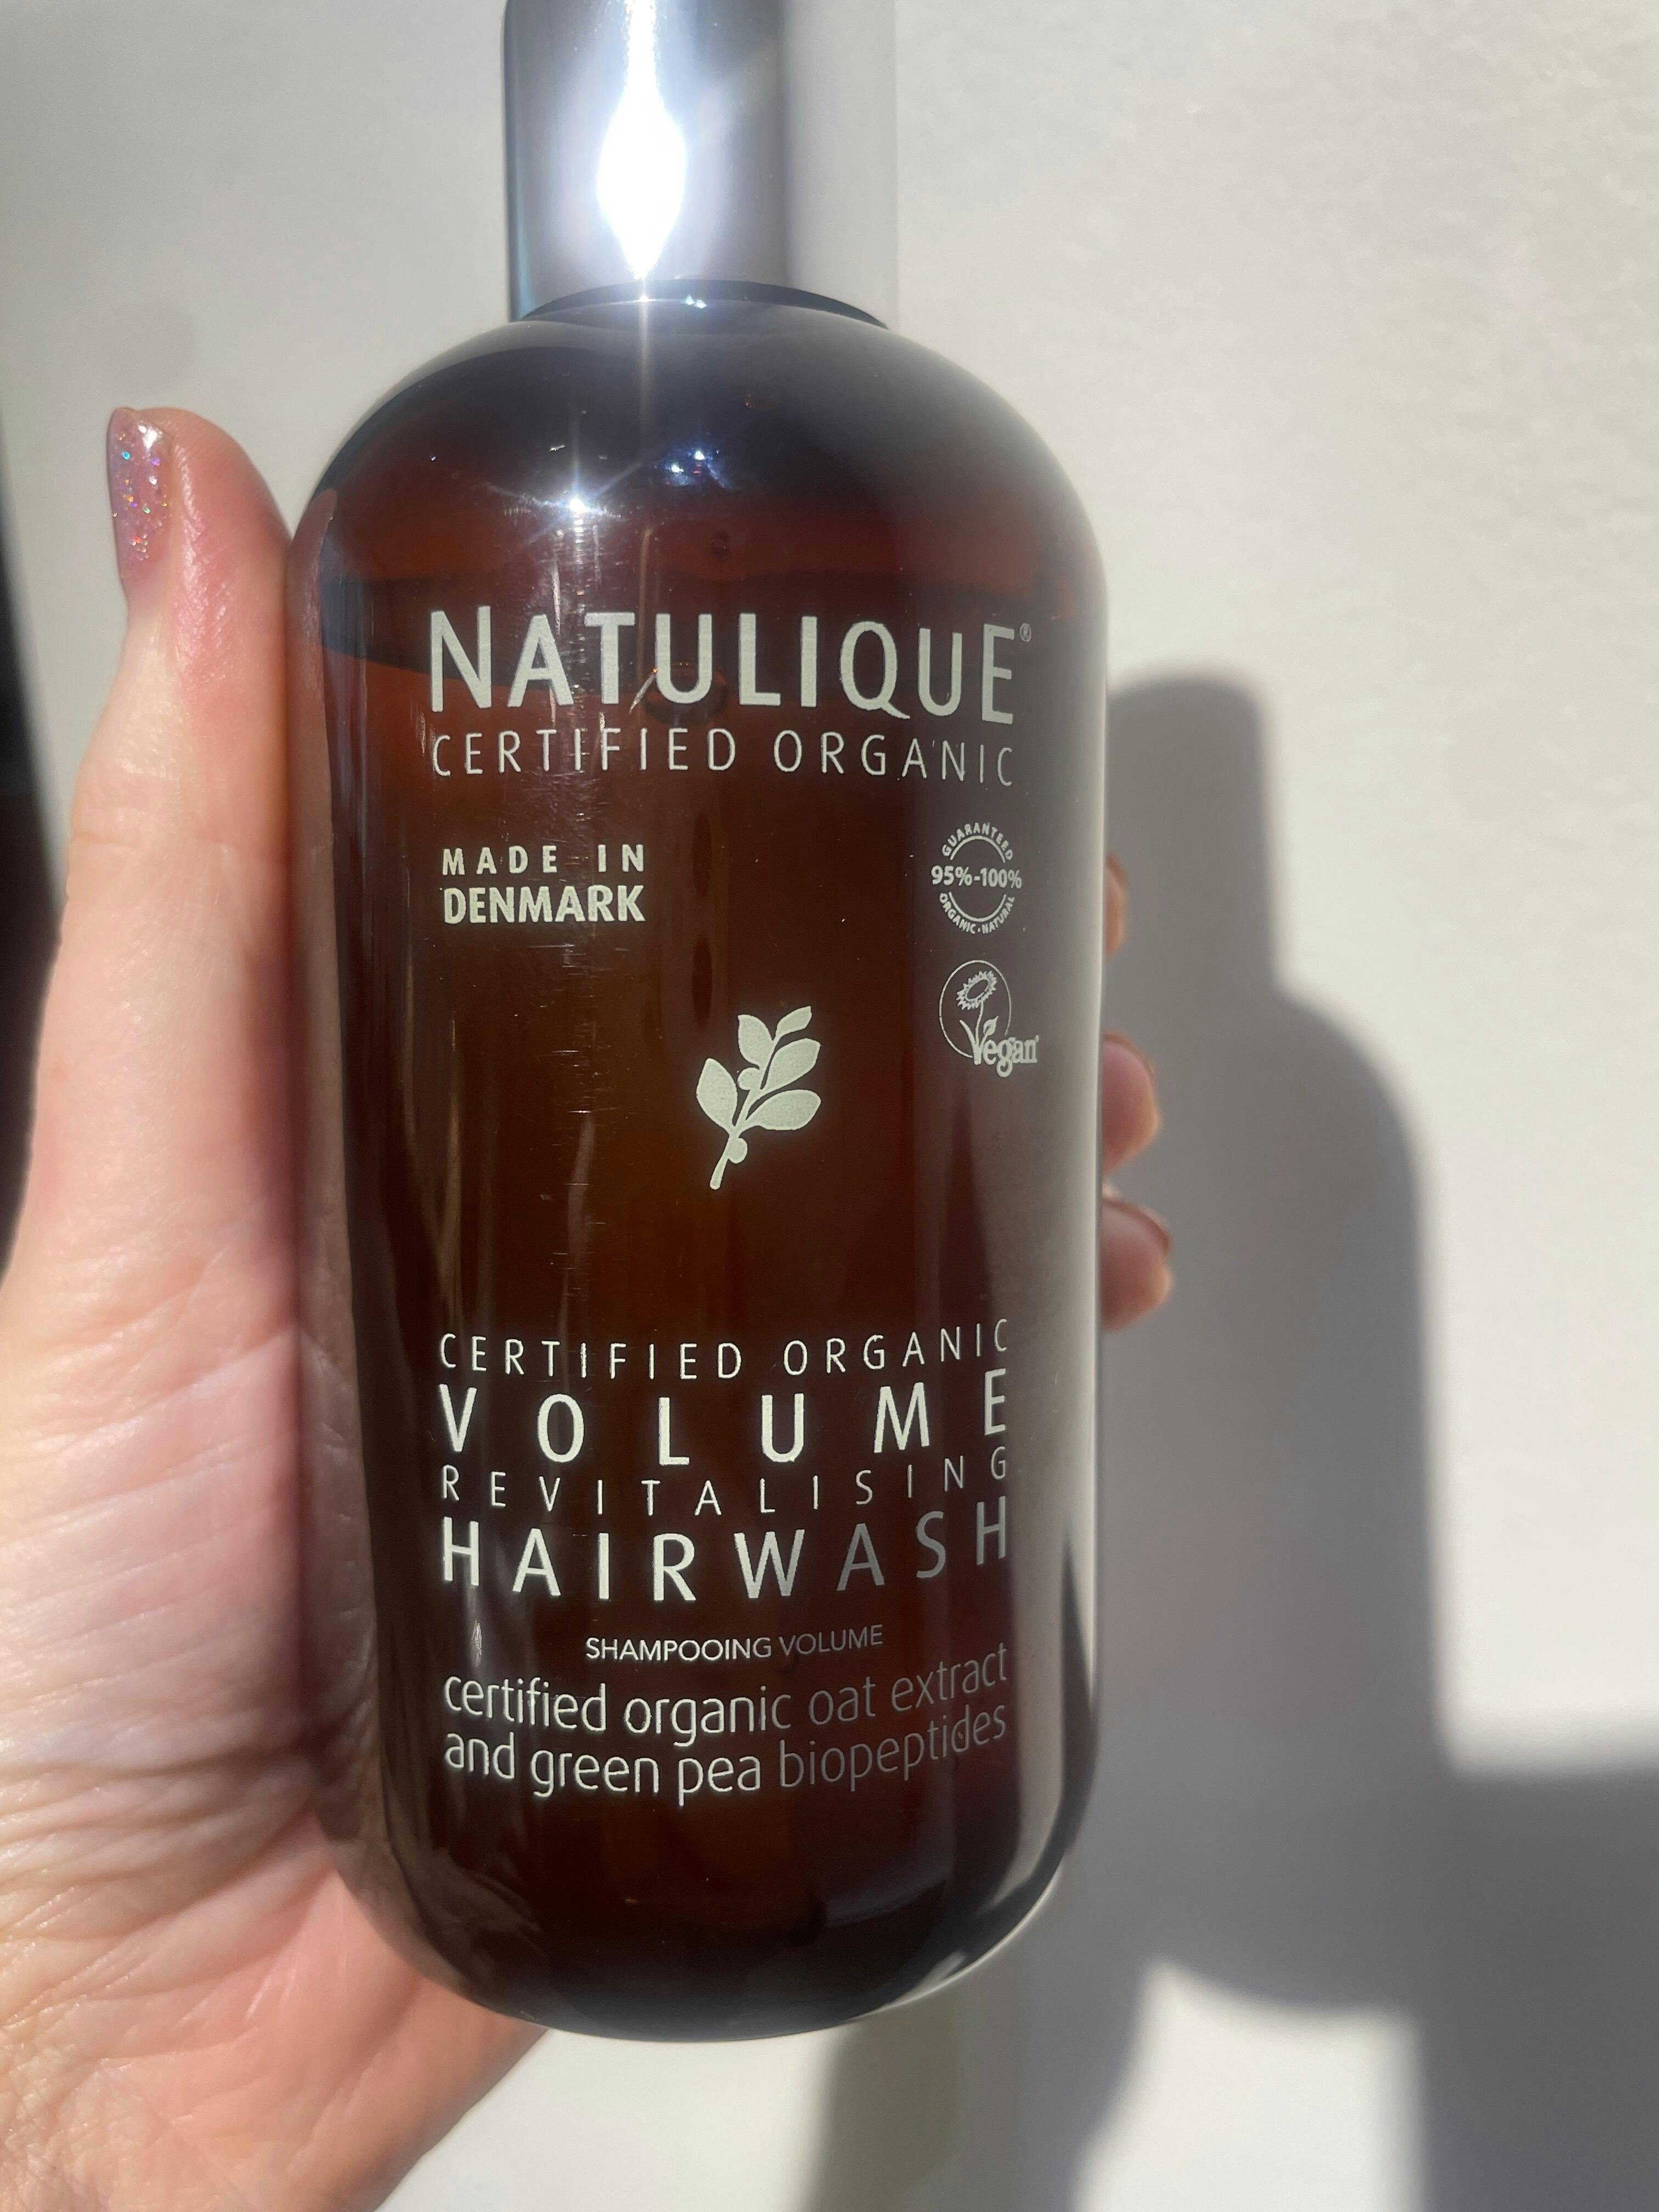 NATULIQUE®
CERTIFIED ORGANIC
MADE IN
DENMARK
GUARANTEED
95%-100%
ORGANIC · NATURAL
Vegan
CERTIFIED ORGANIC
VOLUME
REVITALISING
HAIRWASH
SHAMPOOING VOLUME
certified organic oat extract
and green pea biopeptides